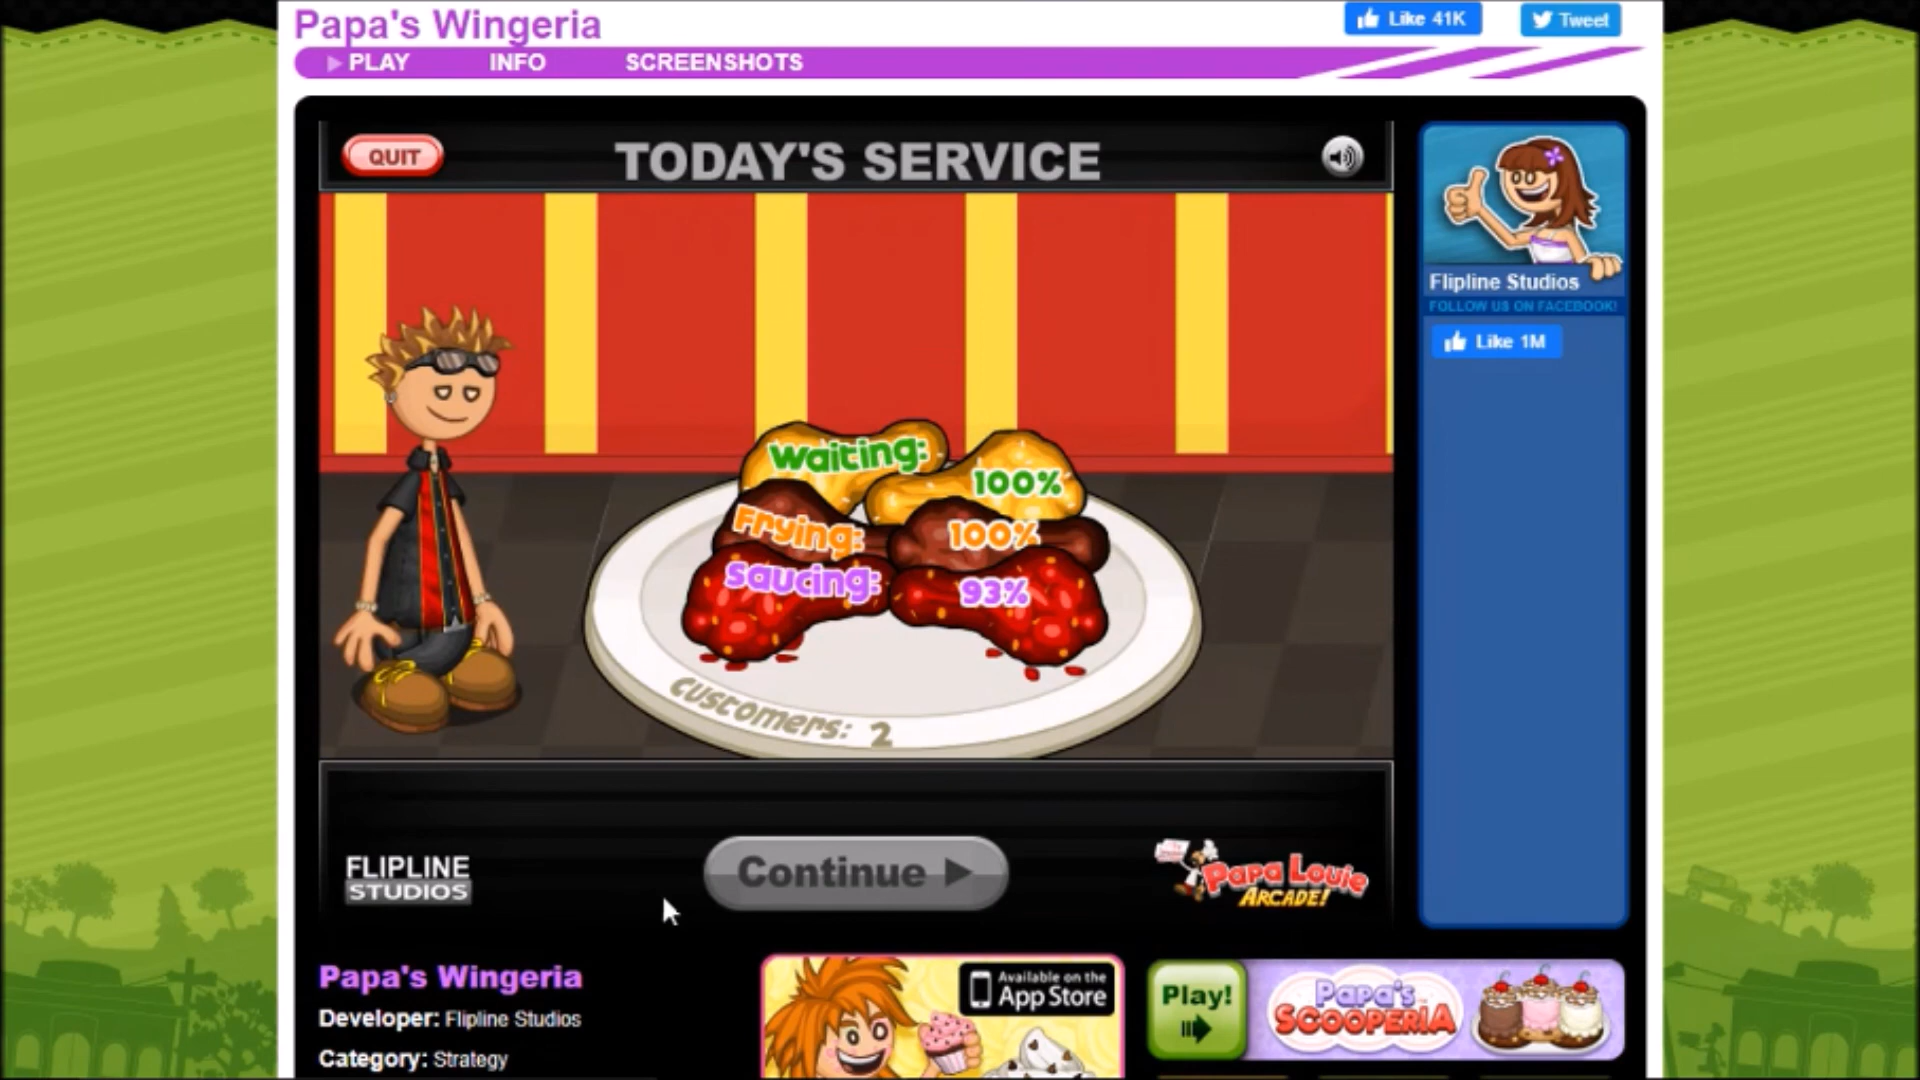 Papa's Wingeria
Like 41K
Tweet
PLAY
INFO
SCREENSHOTS
QUIT
TODAY'S SERVICE
Waiting: 100%
Frying: 100%
Saucing: 93%
customers: 2
Flipline Studios
FOLLOW US ON FACEBOOK!
Like 1M
FLIPLINE
STUDIOS
Continue
Papa Louie
ARCADE!
Papa's Wingeria
Developer: Flipline Studios
Category: Strategy
Available on the
App Store
Play!
Papa's
SCOOPERIA